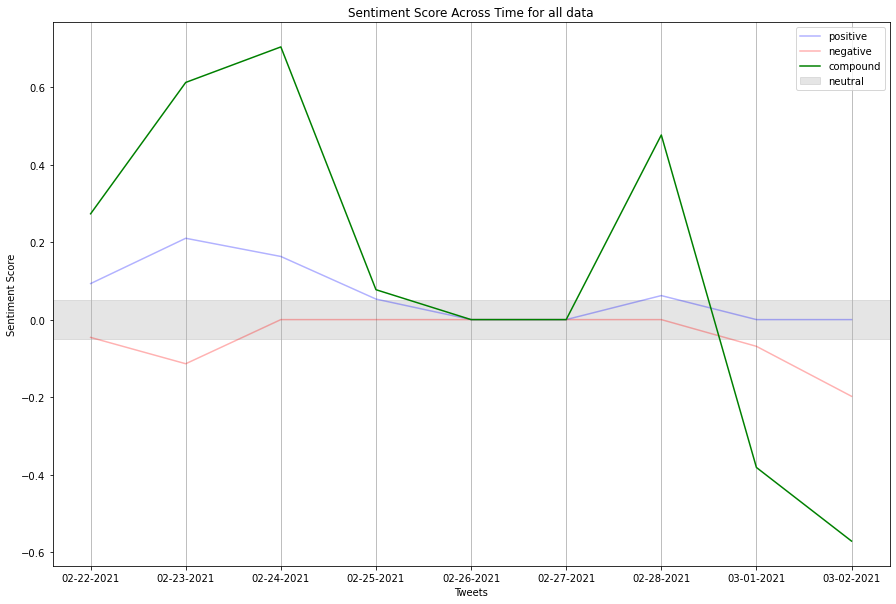 Sentiment Score Across Time for all data
positive
negative
compound
neutral
Sentiment Score
0.6
0.4
0.2
0.0
−0.2
−0.4
−0.6
02-22-2021 02-23-2021 02-24-2021 02-25-2021 02-26-2021 02-27-2021 02-28-2021 03-01-2021 03-02-2021
Tweets